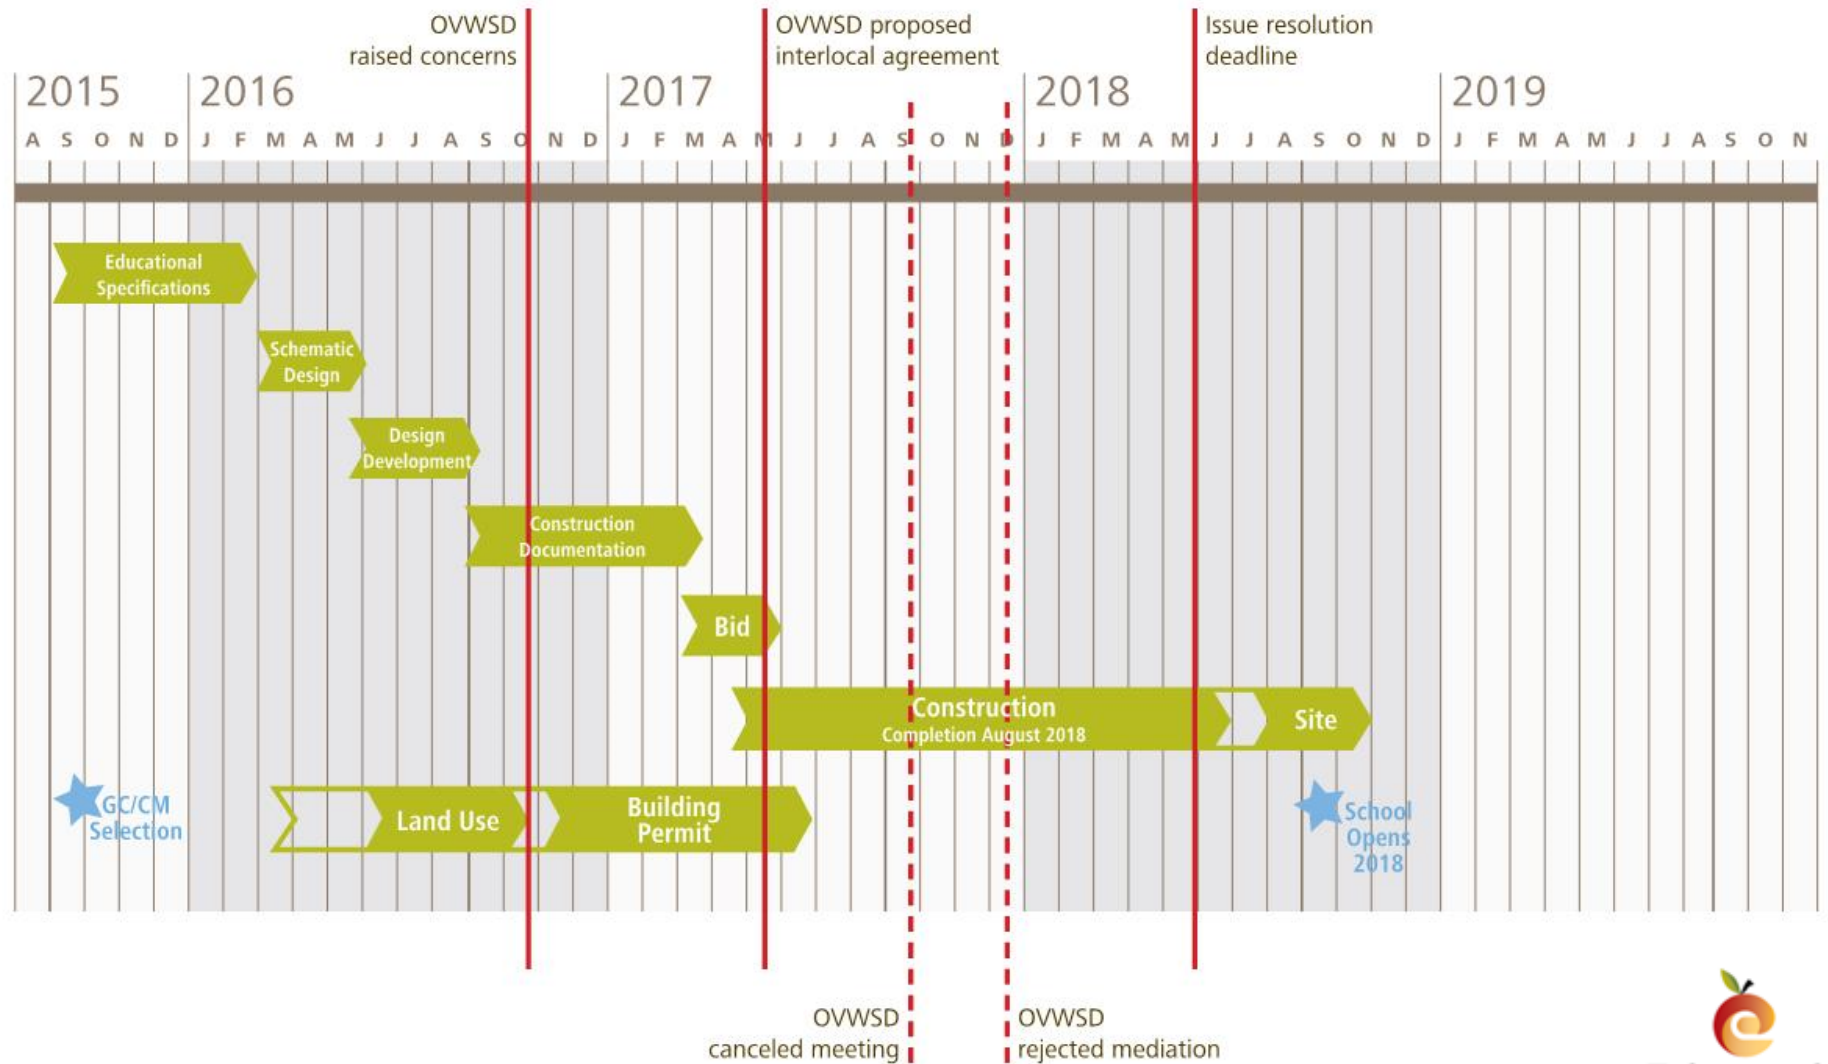 OVWSD
raised concerns
OVWSD proposed
interlocal agreement
Issue resolution
deadline
2015 2016 2017 2018 2019
A S O N D J F M A M J J A S O N D J F M A M J J A S O N D J F M A M J J A S O N D J F M A M J J A S O N
Educational
Specifications
Schematic
Design
Design
Development
Construction
Documentation
Bid
Construction
Completion August 2018
Site
GC/CM
Selection
Land Use
Building
Permit
School
Opens
2018
OVWSD
canceled meeting
OVWSD
rejected mediation